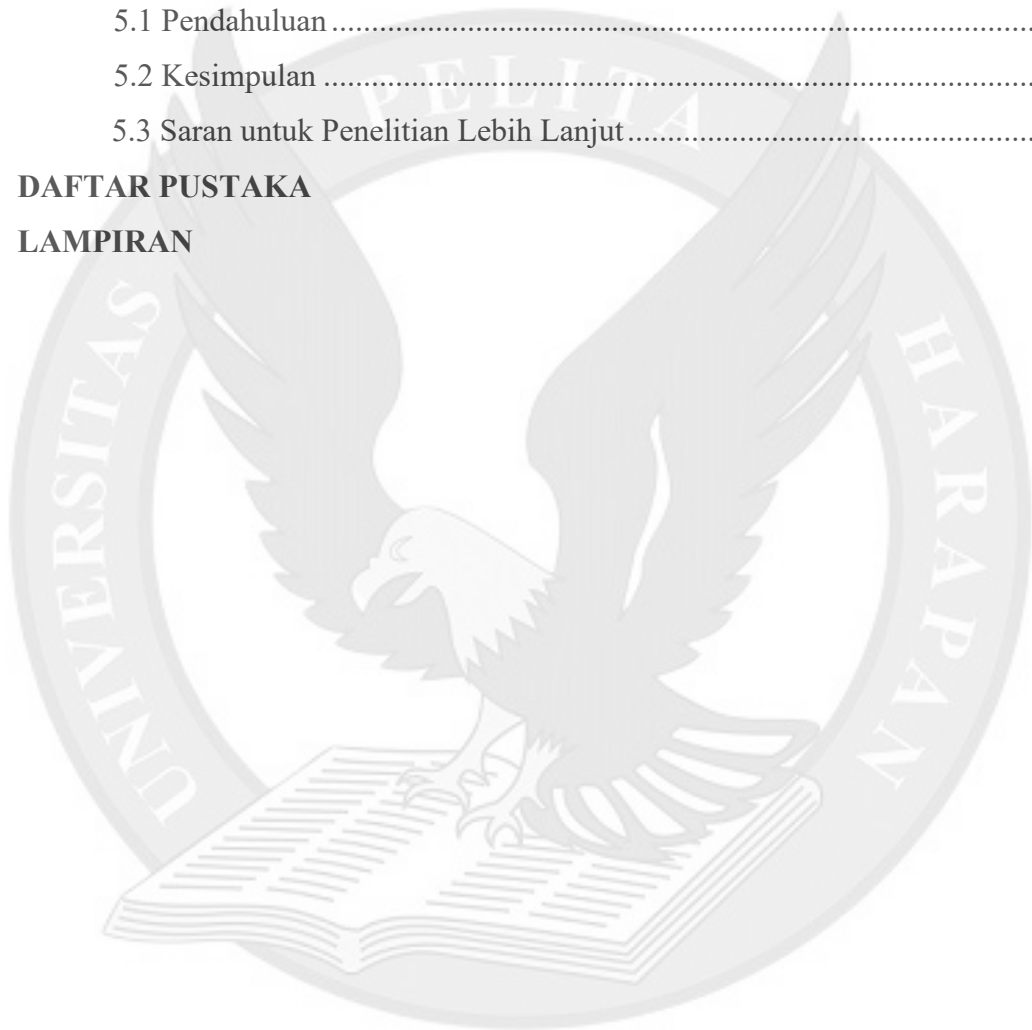 5.1 Pendahuluan ....................................................................................
5.2 Kesimpulan .....................................................................................
5.3 Saran untuk Penelitian Lebih Lanjut................................................
DAFTAR PUSTAKA
LAMPIRAN
UNIVERSITAS PELITA HARAPAN